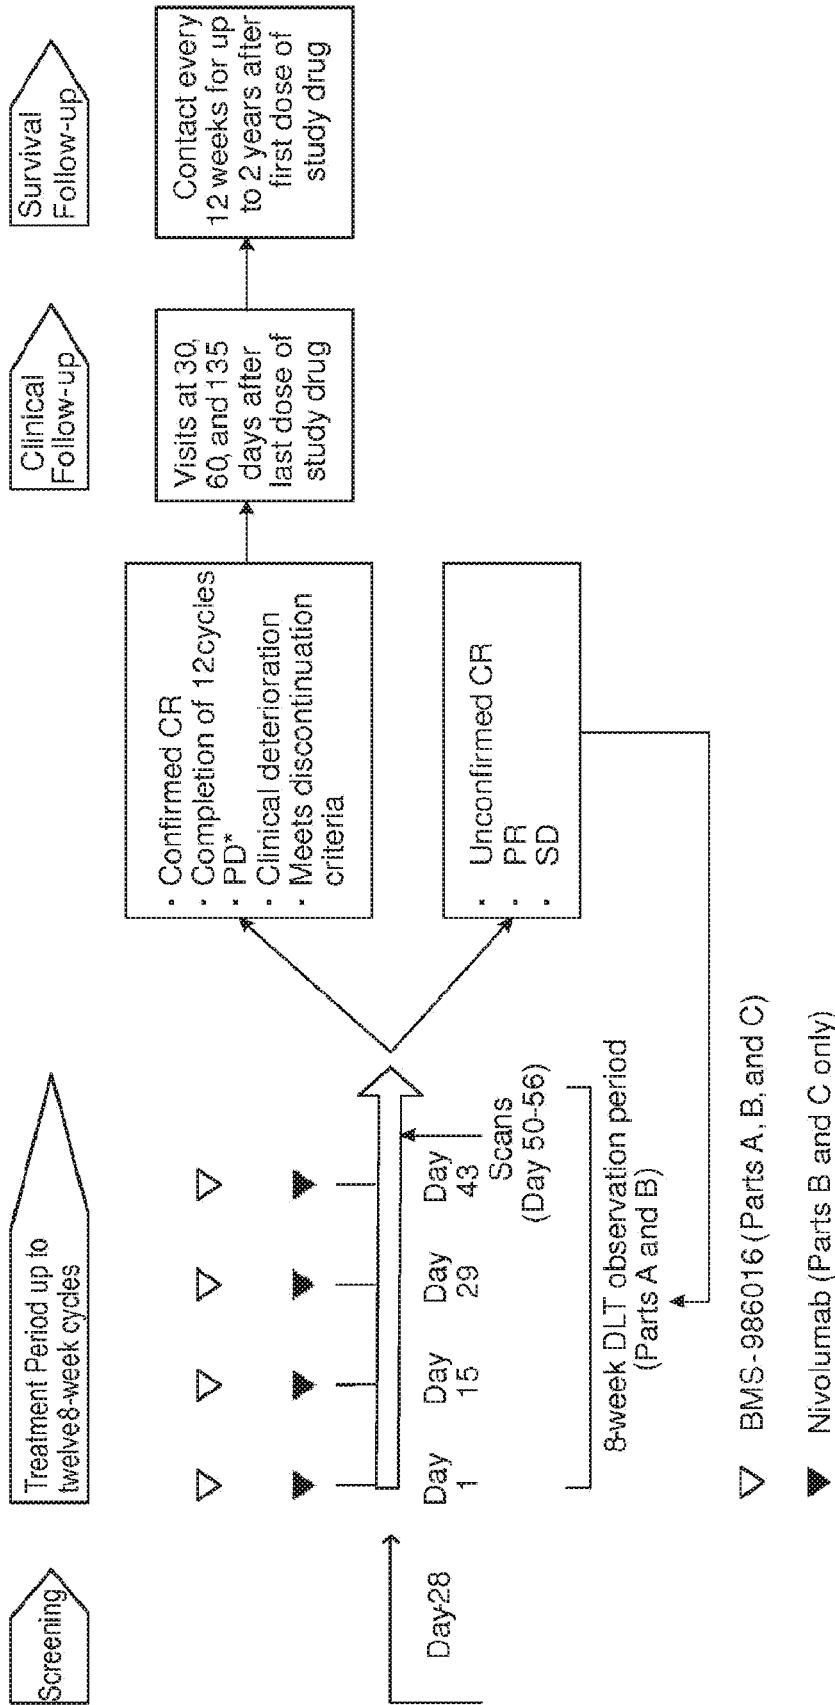 Screening
Treatment Period up to
twelve8-week cycles
Clinical
Follow-up
Survival
Follow-up
Day-28
Day
1
Day
15
Day
29
Day
43
Scans
(Day 50-56)
8-week DLT observation period
(Parts A and B)
- Confirmed CR
- Completion of 12cycles
- PD*
- Clinical deterioration
- Meets discontinuation
criteria
- Unconfirmed CR
- PR
- SD
Visits at 30,
60, and 135
days after
last dose of
study drug
Contact every
12 weeks for up
to 2 years after
first dose of
study drug
▽ BMS-986016 (Parts A, B, and C)
▼ Nivolumab (Parts B and C only)